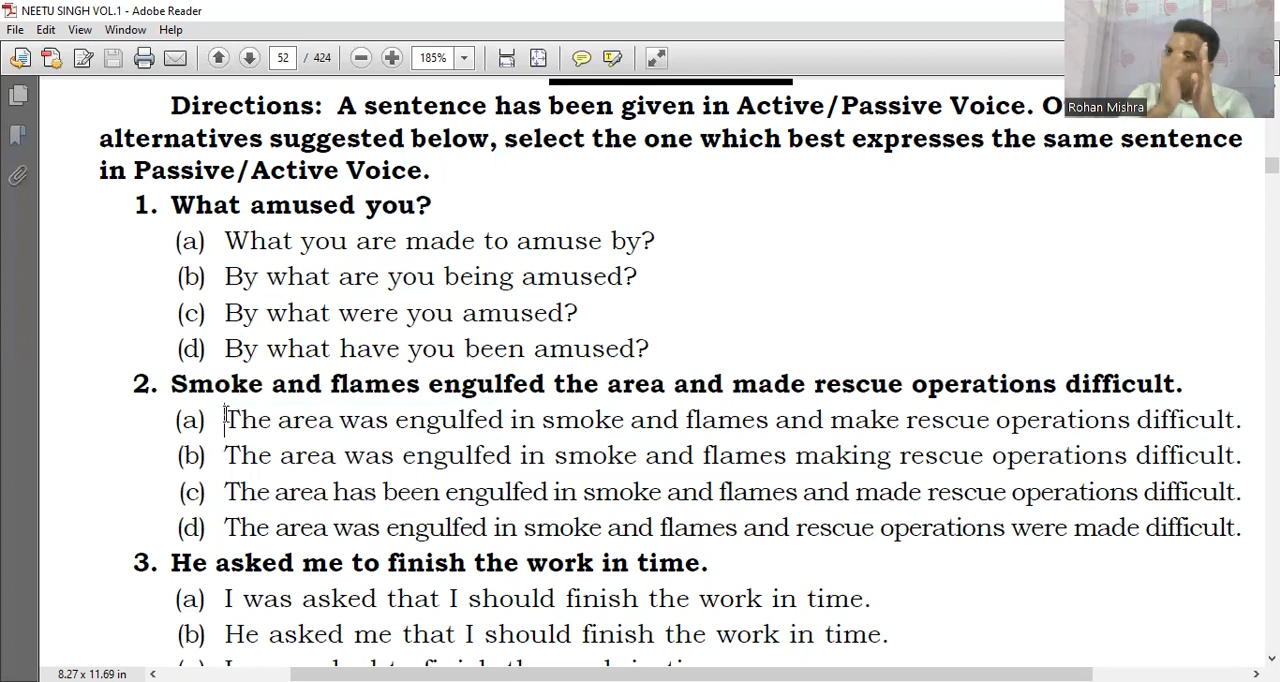 NEETU SINGH VOL.1 - Adobe Reader
File Edit View Window Help
52 / 424 185%
Rohan Mishra
Directions: A sentence has been given in Active/Passive Voice.
alternatives suggested below, select the one which best expresses the same sentence
in Passive/Active Voice.
1. What amused you?
(a) What you are made to amuse by?
(b) By what are you being amused?
(c) By what were you amused?
(d) By what have you been amused?
2. Smoke and flames engulfed the area and made rescue operations difficult.
(a) The area was engulfed in smoke and flames and make rescue operations difficult.
(b) The area was engulfed in smoke and flames making rescue operations difficult.
(c) The area has been engulfed in smoke and flames and made rescue operations difficult.
(d) The area was engulfed in smoke and flames and rescue operations were made difficult.
3. He asked me to finish the work in time.
(a) I was asked that I should finish the work in time.
(b) He asked me that I should finish the work in time.
8.27 x 11.69 in